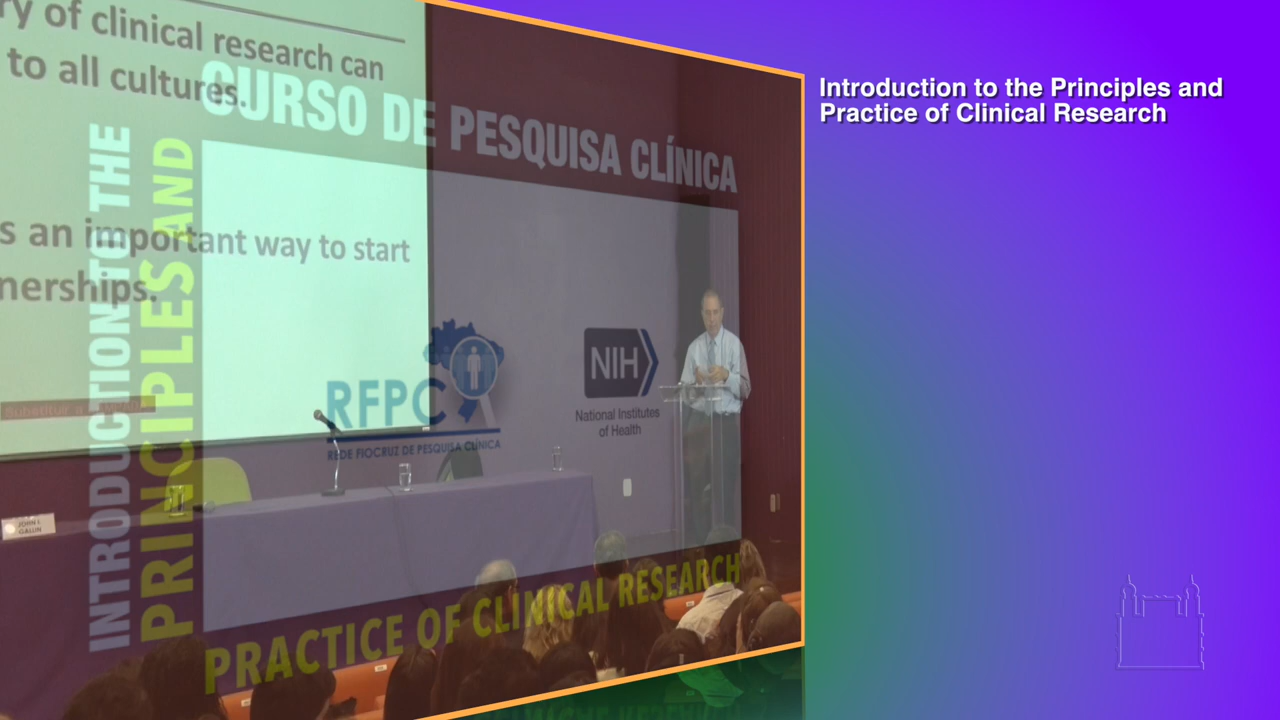 ry of clinical research can
to all cultures.
s an important way to start
nerships.
CURSO DE PESQUISA CLÍNICA
INTRODUCTION TO THE
PRINCIPLES AND
PRACTICE OF CLINICAL RESEARCH
RFPC
REDE FIOCRUZ DE PESQUISA CLÍNICA
NIH
National Institutes
of Health
JOHN I.
GALLIN
Introduction to the Principles and
Practice of Clinical Research